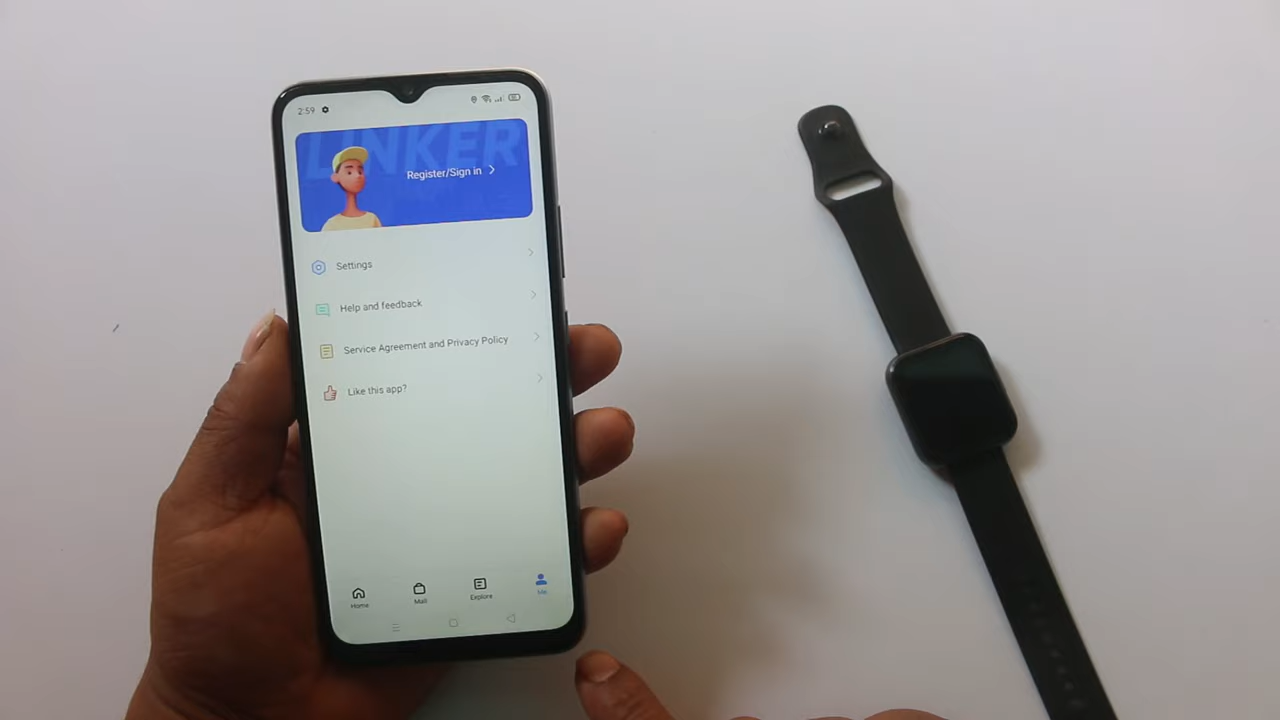 2:59
LINKER
Register/Sign in
Settings
Help and feedback
Service Agreement and Privacy Policy
Like this app?
Home
Mall
Explore
Me